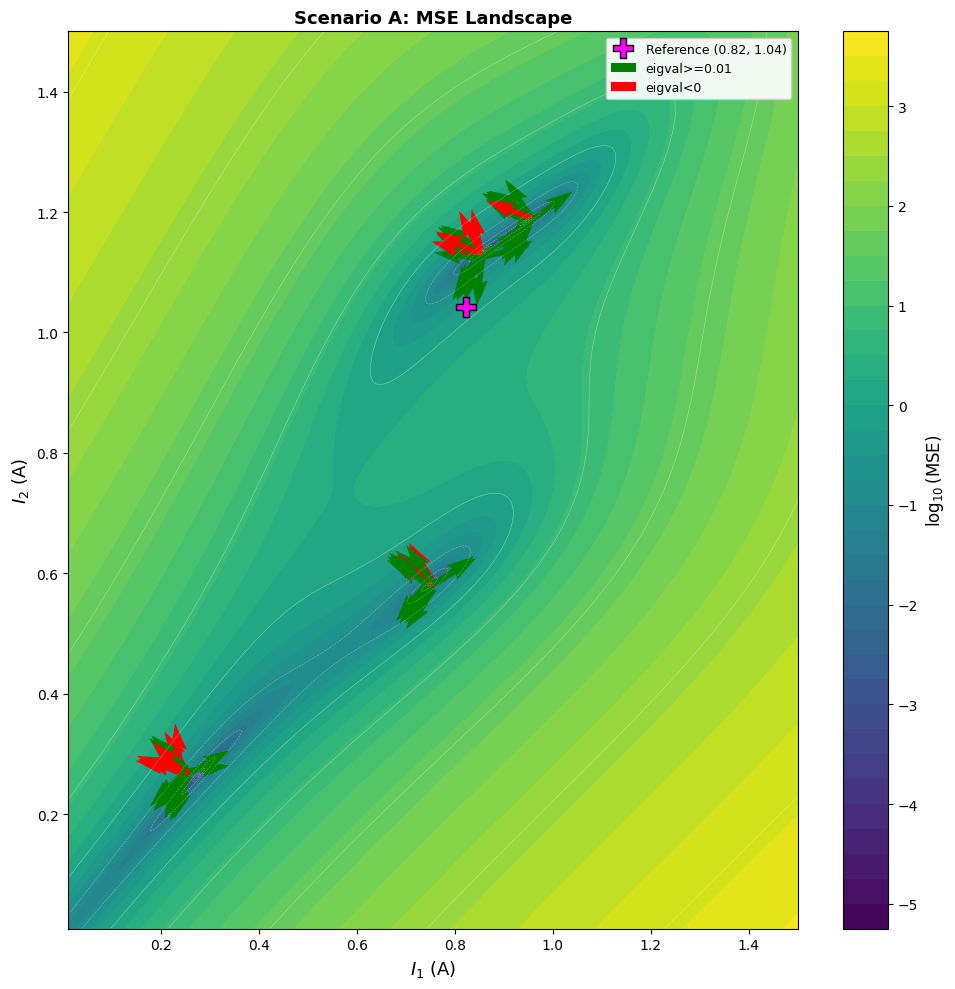 Scenario A: MSE Landscape
Reference (0.82, 1.04)
eigval>=0.01
eigval<0
1.4
1.2
1.0
0.8
0.6
0.4
0.2
I₂ (A)
0.2 0.4 0.6 0.8 1.0 1.2 1.4
I₁ (A)
3
2
1
0
−1
−2
−3
−4
−5
log₁₀ (MSE)